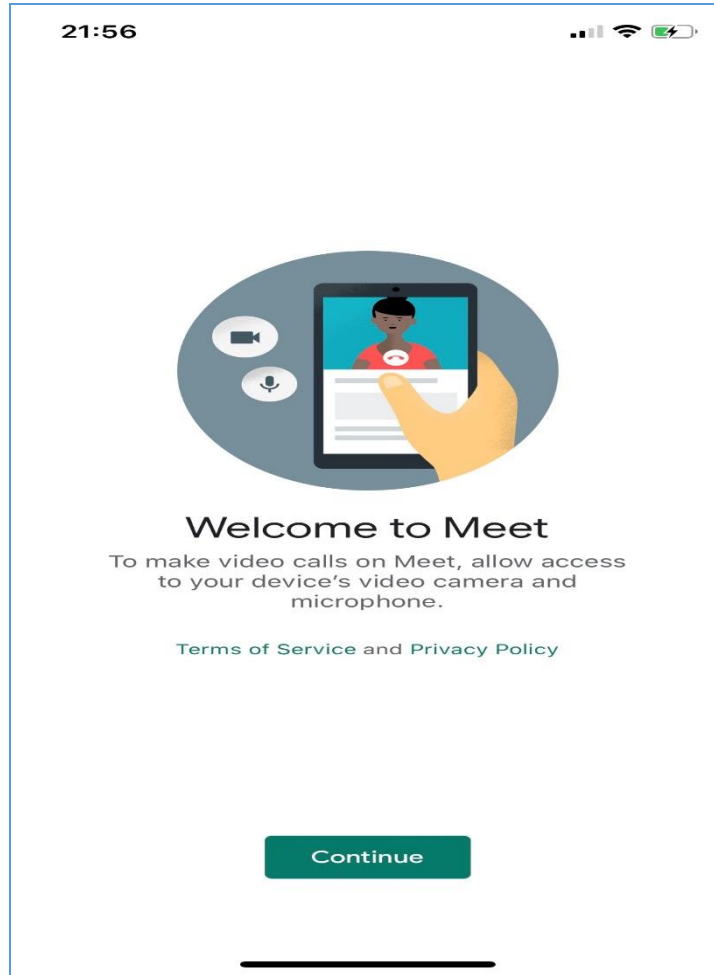 21:56
Welcome to Meet
To make video calls on Meet, allow access
to your device’s video camera and
microphone.
Terms of Service and Privacy Policy
Continue